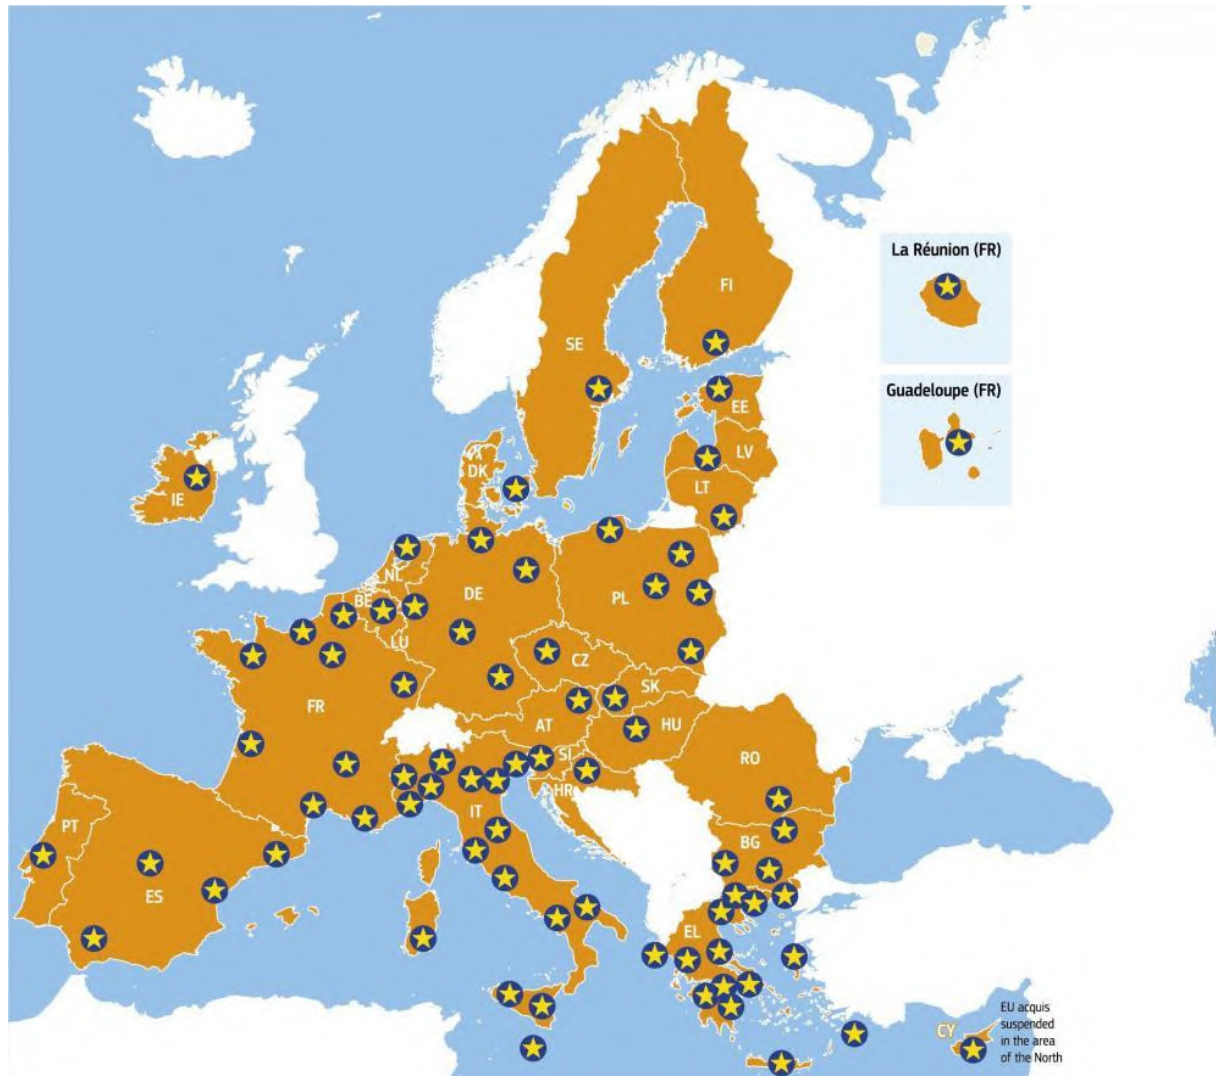 La Réunion (FR)
FI
SE
Guadeloupe (FR)
EE
LV
DK
LT
IE
NL
DE
PL
BE
LU
CZ
SK
FR
AT
HU
SI
RO
HR
IT
PT
BG
ES
EL
EU acquis
suspended
in the area
of the North
CY